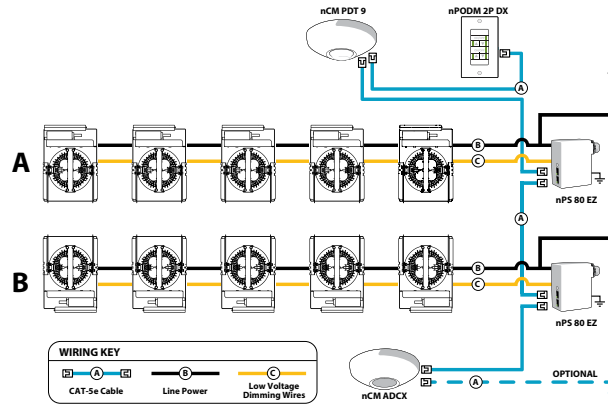 nCM PDT 9
nPODM 2P DX
A
B
A
C
nPS 80 EZ
A
B
B
C
nPS 80 EZ
WIRING KEY
A
B
C
CAT-5e Cable
Line Power
Low Voltage
Dimming Wires
nCM ADCX
A
OPTIONAL